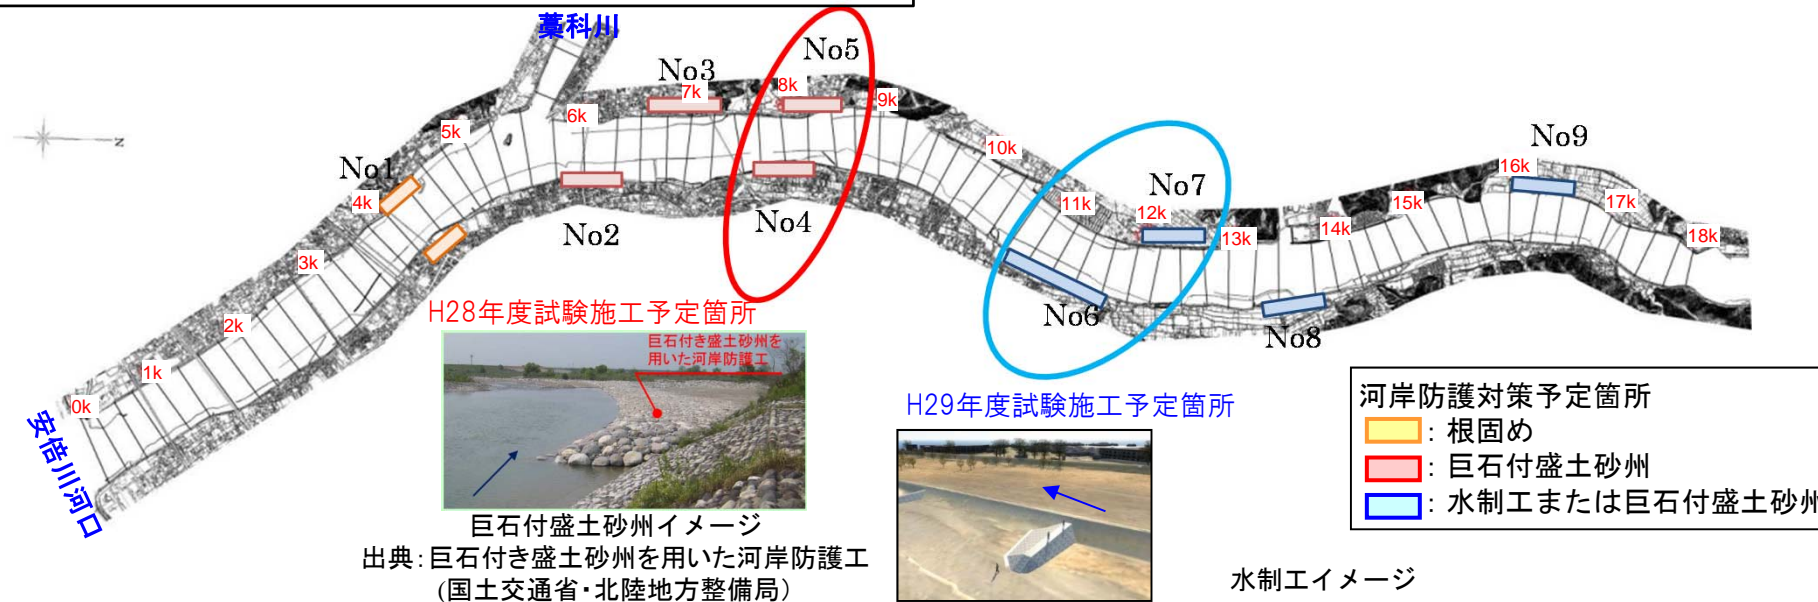 藁科川
No5
No3
8k
7k
9k
6k
5k
No1
4k
No2
No4
10k
11k
No7
12k
13k
No9
16k
15k
14k
17k
18k
3k
2k
1k
0k
No6
No8
N
安倍川河口
H28年度試験施工予定箇所
巨石付き盛土砂州を
用いた河岸防護工
巨石付盛土砂州イメージ
出典：巨石付き盛土砂州を用いた河岸防護工
(国土交通省・北陸地方整備局)
H29年度試験施工予定箇所
水制工イメージ
河岸防護対策予定箇所
：根固め
：巨石付盛土砂州
：水制工または巨石付盛土砂州